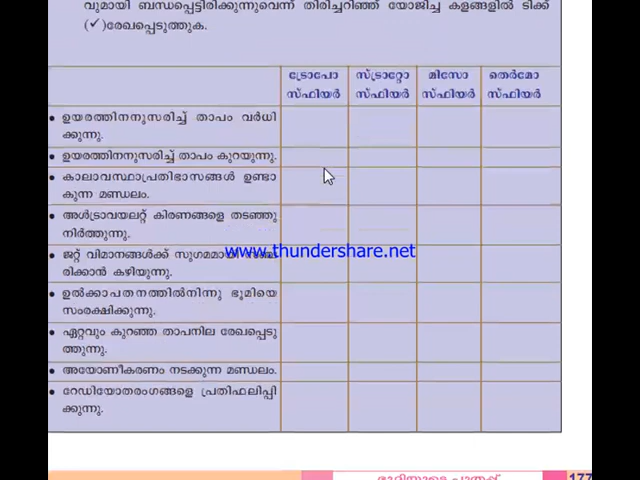 വുമായി ബന്ധപ്പെട്ടിരിക്കുന്നുവെന്ന് തിരിച്ചറിഞ്ഞ് യോജിച്ച കളങ്ങളിൽ ടിക്ക്
(✓)രേഖപ്പെടുത്തുക.
ട്രോപോ സ്ട്രാറ്റോ മിസോ തെർമോ
സ്ഫിയർ സ്ഫിയർ സ്ഫിയർ സ്ഫിയർ
• ഉയരത്തിനനുസരിച്ച് താപം വർധി
ക്കുന്നു.
• ഉയരത്തിനനുസരിച്ച് താപം കുറയുന്നു.
• കാലാവസ്ഥാപ്രതിഭാസങ്ങൾ ഉണ്ടാ
കുന്ന മണ്ഡലം.
• അൾട്രാവയലറ്റ് കിരണങ്ങളെ തടഞ്ഞു
നിർത്തുന്നു.
• ജറ്റ് വിമാനങ്ങൾക്ക് സുഗമമായി സഞ്ച
രിക്കാൻ കഴിയുന്നു.
www.thundershare.net
• ഉൽക്കാപതനത്തിൽനിന്നു ഭൂമിയെ
സംരക്ഷിക്കുന്നു.
• ഏറ്റവും കുറഞ്ഞ താപനില രേഖപ്പെടു
ത്തുന്നു.
• അയോണീകരണം നടക്കുന്ന മണ്ഡലം.
• റേഡിയോതരംഗങ്ങളെ പ്രതിഫലിപ്പി
ക്കുന്നു.
177